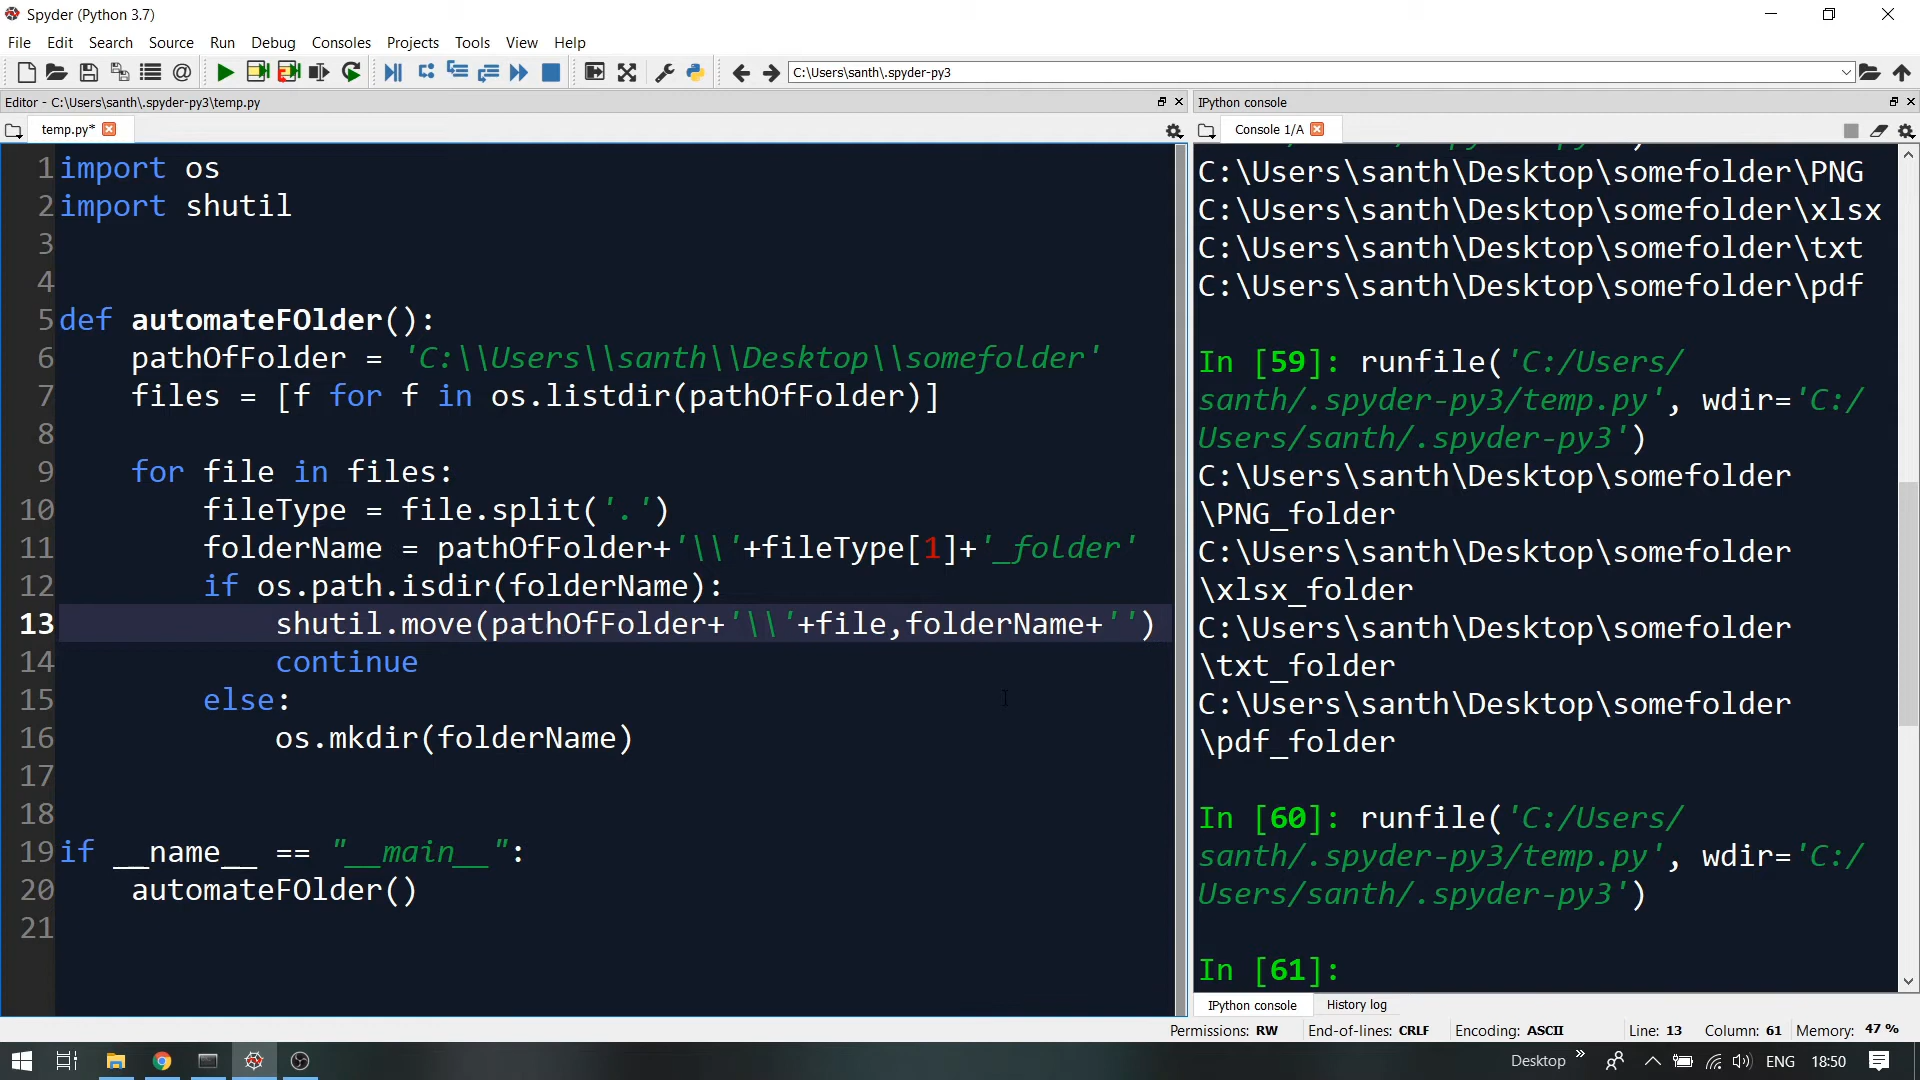 Spyder (Python 3.7)
File Edit Search Source Run Debug Consoles Projects Tools View Help
C:\Users\santh\.spyder-py3
Editor - C:\Users\santh\.spyder-py3\temp.py
temp.py*
1 import os
2 import shutil
3
4
5 def automateFOlder():
6 pathOfFolder = 'C:\\Users\\santh\\Desktop\\somefolder'
7 files = [f for f in os.listdir(pathOfFolder)]
8
9 for file in files:
10 fileType = file.split('.')
11 folderName = pathOfFolder+'\\'+fileType[1]+'_folder'
12 if os.path.isdir(folderName):
13 shutil.move(pathOfFolder+'\\'+file,folderName+'')
14 continue
15 else:
16 os.mkdir(folderName)
17
18
19 if __name__ == "__main__":
20 automateFOlder()
21
IPython console
Console 1/A
C:\Users\santh\Desktop\somefolder\PNG
C:\Users\santh\Desktop\somefolder\xlsx
C:\Users\santh\Desktop\somefolder\txt
C:\Users\santh\Desktop\somefolder\pdf
In [59]: runfile('C:/Users/
santh/.spyder-py3/temp.py', wdir='C:/
Users/santh/.spyder-py3')
C:\Users\santh\Desktop\somefolder
\PNG_folder
C:\Users\santh\Desktop\somefolder
\xlsx_folder
C:\Users\santh\Desktop\somefolder
\txt_folder
C:\Users\santh\Desktop\somefolder
\pdf_folder
In [60]: runfile('C:/Users/
santh/.spyder-py3/temp.py', wdir='C:/
Users/santh/.spyder-py3')
In [61]:
IPython console History log
Permissions: RW End-of-lines: CRLF Encoding: ASCII Line: 13 Column: 61 Memory: 47 %
Desktop » ENG 18:50